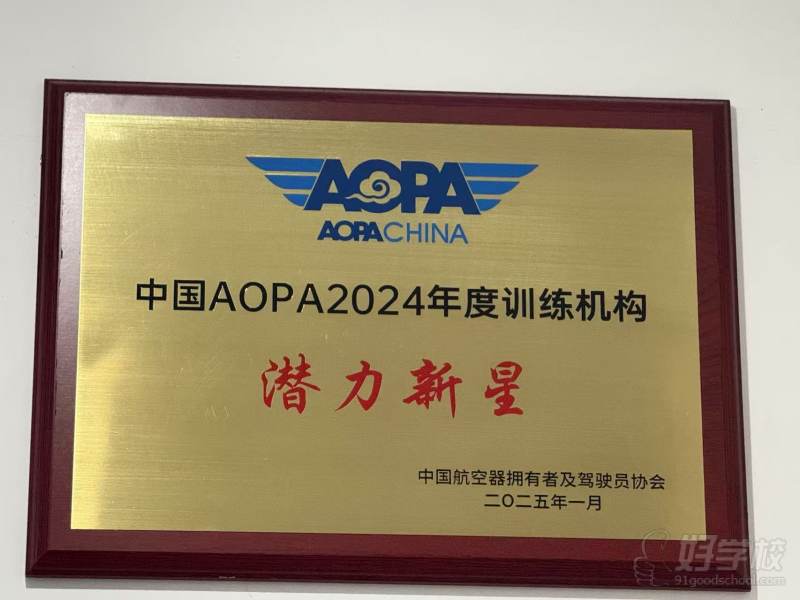 AOPA
AOPA CHINA
中国AOPA2024年度训练机构
潜力新星
中国航空器拥有者及驾驶员协会
二〇二五年一月
好学校
91goodschool.com